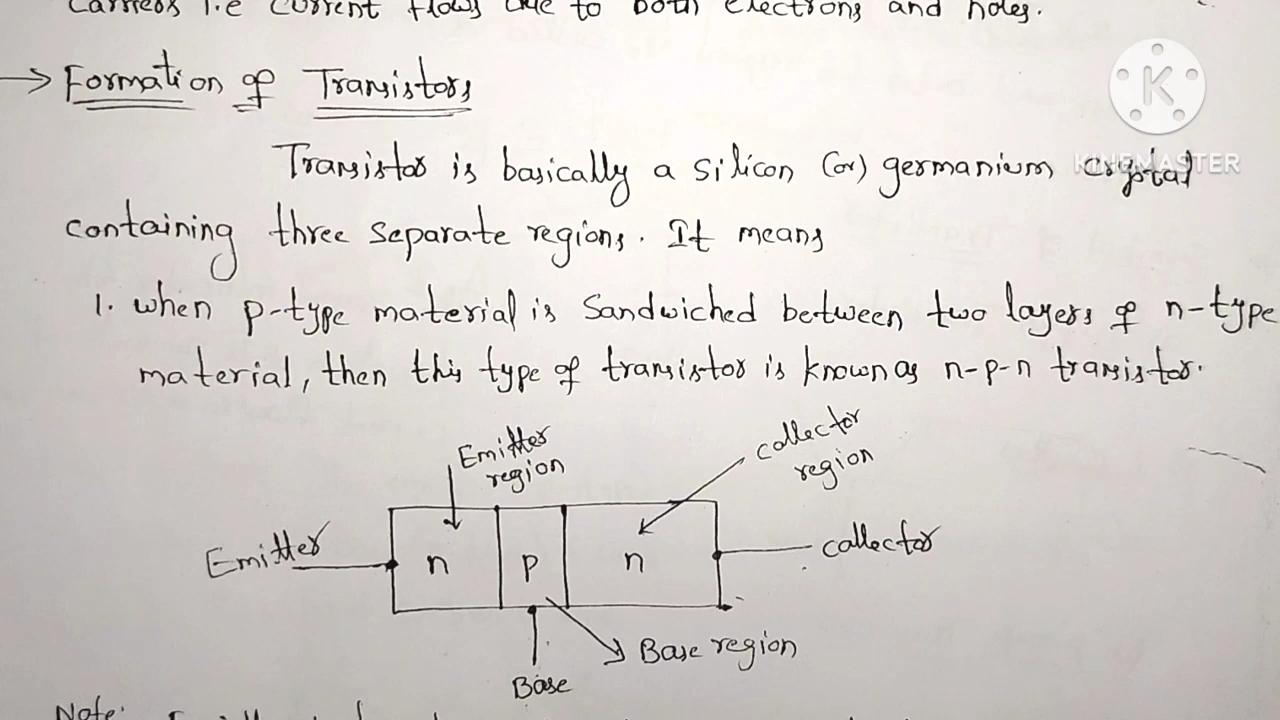 carriers i.e current flows due to both electrons and holes.
→ Formation of Transistors
K
KINEMASTER
Transistor is basically a silicon (or) germanium crystal
containing three separate regions. It means
1. when p-type material is sandwiched between two layers of n-type
material, then this type of transistor is known as n-p-n transistor.
Emitter
region
collector
region
Emitter
n
p
n
collector
Base region
Base
Note: